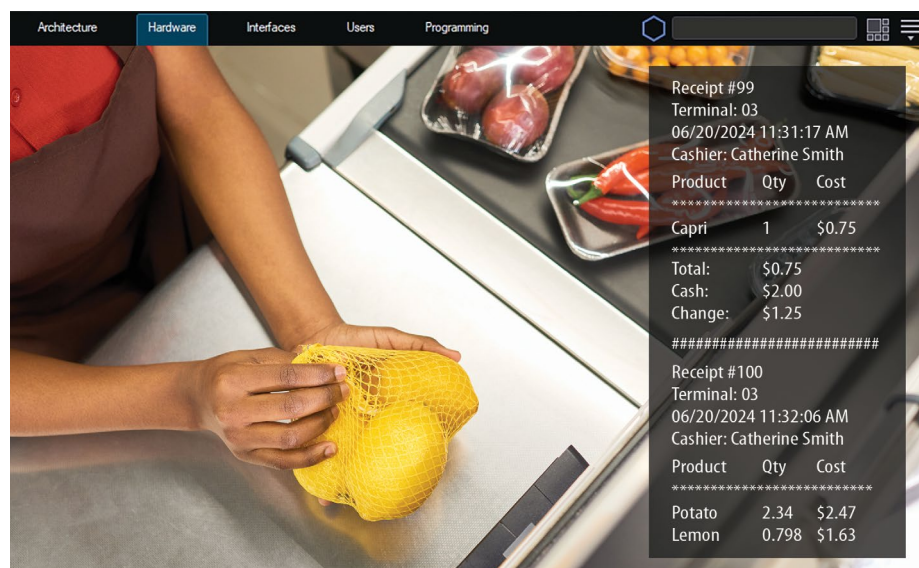 Architecture Hardware Interfaces Users Programming
Receipt #99
Terminal: 03
06/20/2024 11:31:17 AM
Cashier: Catherine Smith
Product Qty Cost
**************************
Capri 1 $0.75
**************************
Total: $0.75
Cash: $2.00
Change: $1.25
##########################
Receipt #100
Terminal: 03
06/20/2024 11:32:06 AM
Cashier: Catherine Smith
Product Qty Cost
*************************
Potato 2.34 $2.47
Lemon 0.798 $1.63